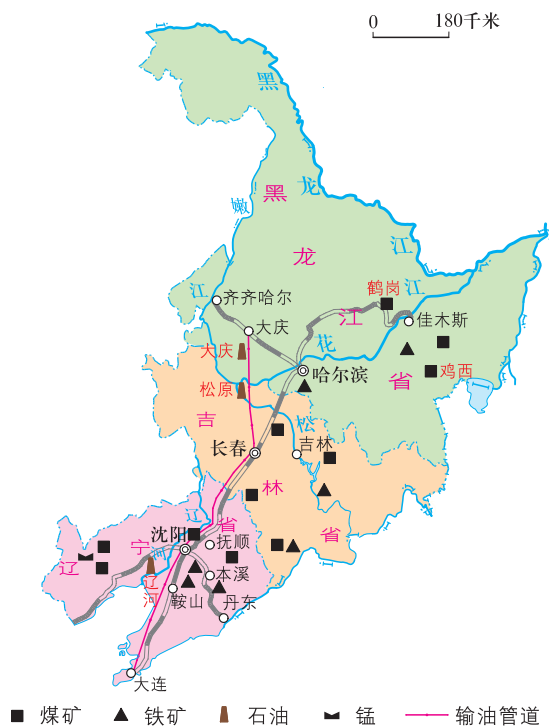 0 180千米
黑
龙
江
嫩
江
黑
龙
江
省
鹤岗
江
佳木斯
齐齐哈尔
大庆
大庆
花
哈尔滨
鸡西
松原
松
吉
林
省
吉林
长春
辽
河
沈阳
抚顺
辽
宁
省
本溪
辽河
鞍山
丹东
大连
煤矿 铁矿 石油 锰 输油管道